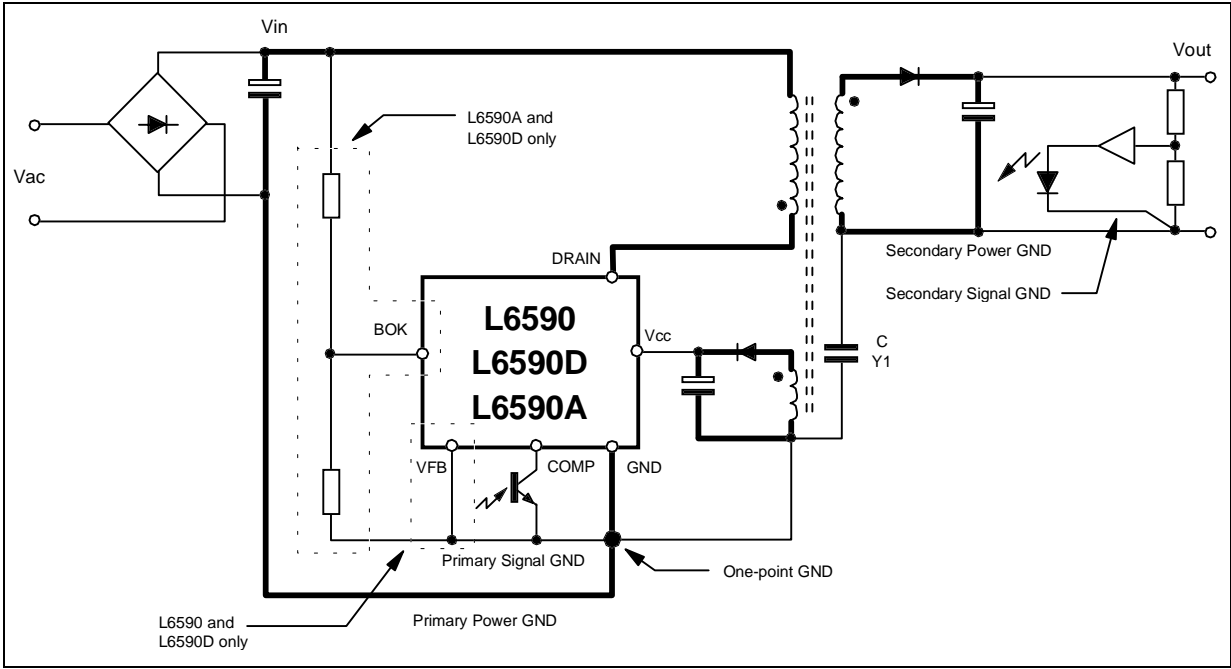 Vin
Vout
L6590A and
L6590D only
Vac
Secondary Power GND
DRAIN
Secondary Signal GND
BOK
L6590
L6590D
L6590A
Vcc
C
Y1
VFB
COMP
GND
Primary Signal GND
One-point GND
L6590 and
L6590D only
Primary Power GND